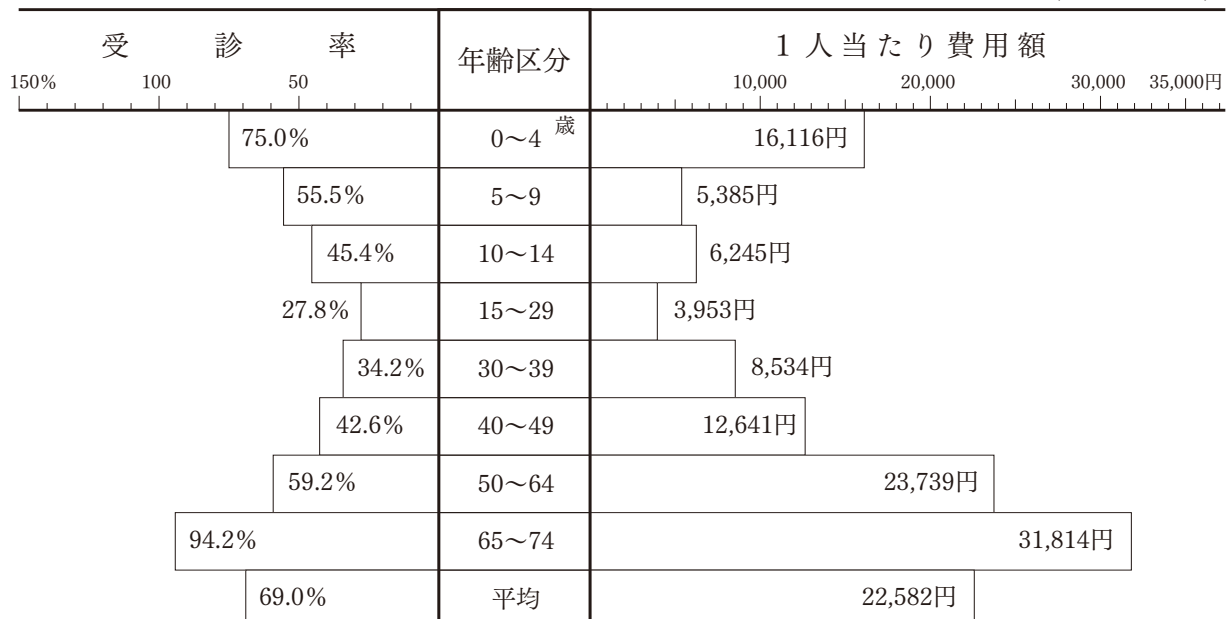 受診率 年齢区分 1人当たり費用額
150% 100 50 10,000 20,000 30,000 35,000円
75.0% 0〜4歳 16,116円
55.5% 5〜9 5,385円
45.4% 10〜14 6,245円
27.8% 15〜29 3,953円
34.2% 30〜39 8,534円
42.6% 40〜49 12,641円
59.2% 50〜64 23,739円
94.2% 65〜74 31,814円
69.0% 平均 22,582円